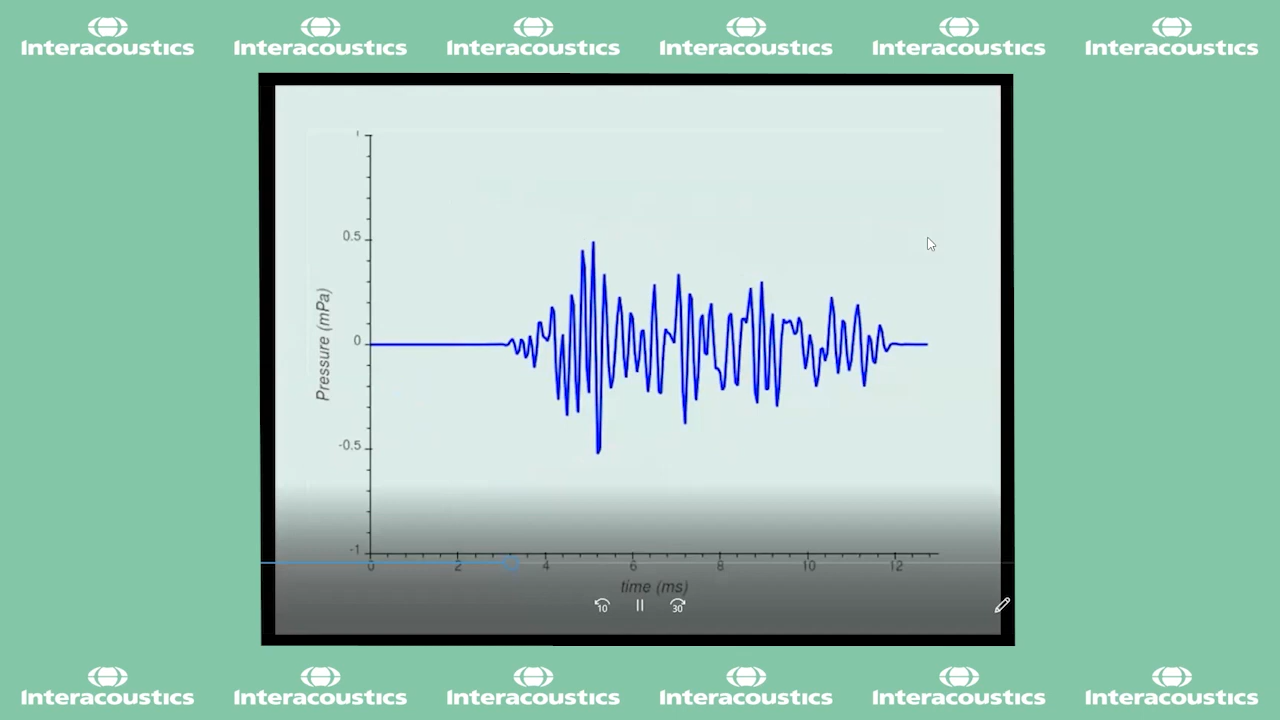 Interacoustics Interacoustics Interacoustics Interacoustics Interacoustics Interacoustics
1
0.5
0
-0.5
-1
Pressure (mPa)
0 2 4 6 8 10 12
time (ms)
10 30
Interacoustics Interacoustics Interacoustics Interacoustics Interacoustics Interacoustics